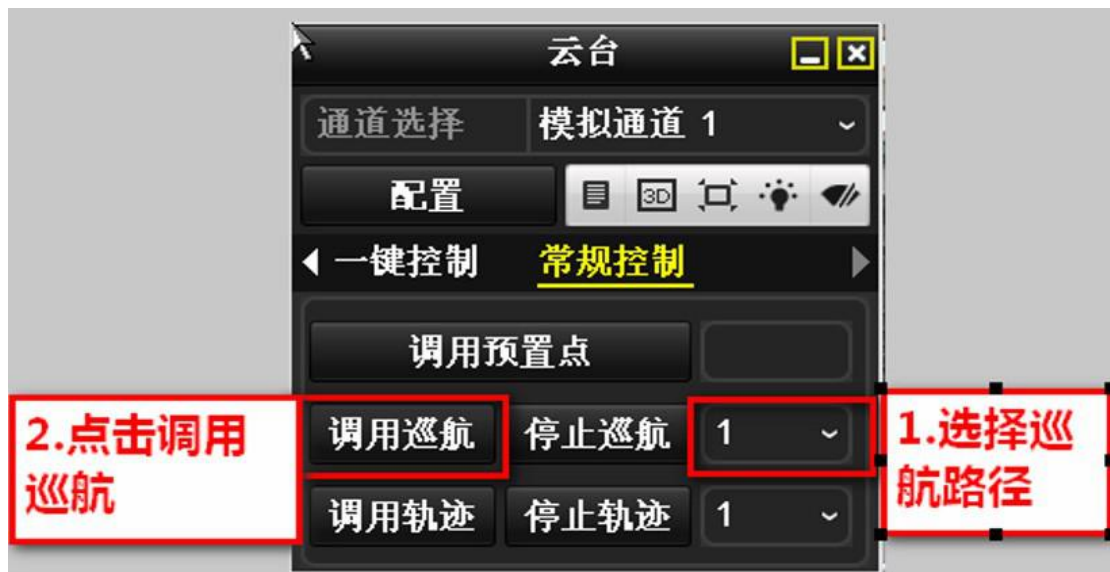 云台
通道选择 模拟通道 1
配置 3D
一键控制 常规控制
调用预置点
2.点击调用
巡航
调用巡航 停止巡航 1
1.选择巡
航路径
调用轨迹 停止轨迹 1